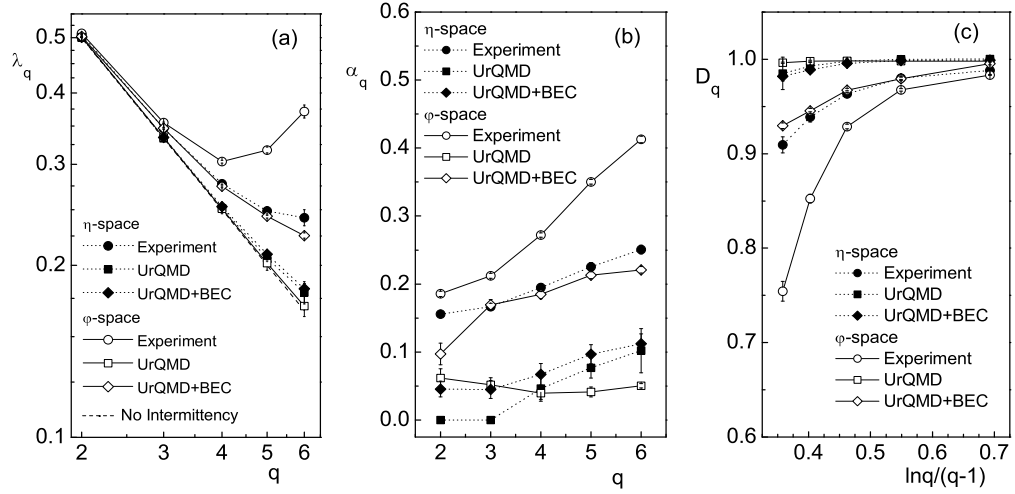 (a)
λq
0.5
0.4
0.3
0.2
0.1
η-space
Experiment
UrQMD
UrQMD+BEC
φ-space
Experiment
UrQMD
UrQMD+BEC
No Intermittency
2
3
4
5
6
q
(b)
αq
0.6
0.5
0.4
0.3
0.2
0.1
0.0
η-space
Experiment
UrQMD
UrQMD+BEC
φ-space
Experiment
UrQMD
UrQMD+BEC
2
3
4
5
6
q
(c)
Dq
1.0
0.9
0.8
0.7
0.6
η-space
Experiment
UrQMD
UrQMD+BEC
φ-space
Experiment
UrQMD
UrQMD+BEC
0.4
0.5
0.6
0.7
lnq/(q-1)